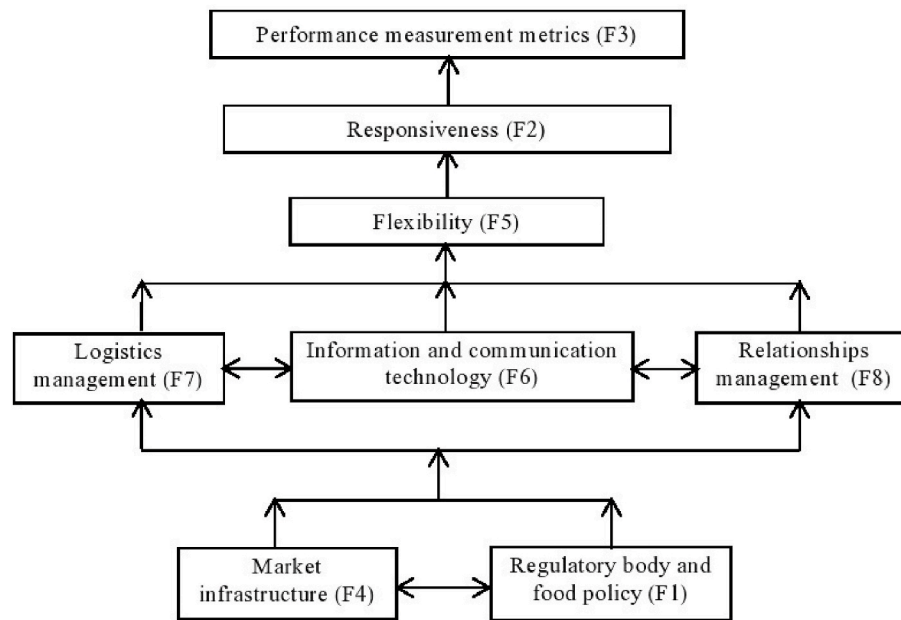 Performance measurement metrics (F3)
Responsiveness (F2)
Flexibility (F5)
Logistics
management (F7)
Information and communication
technology (F6)
Relationships
management (F8)
Market
infrastructure (F4)
Regulatory body and
food policy (F1)